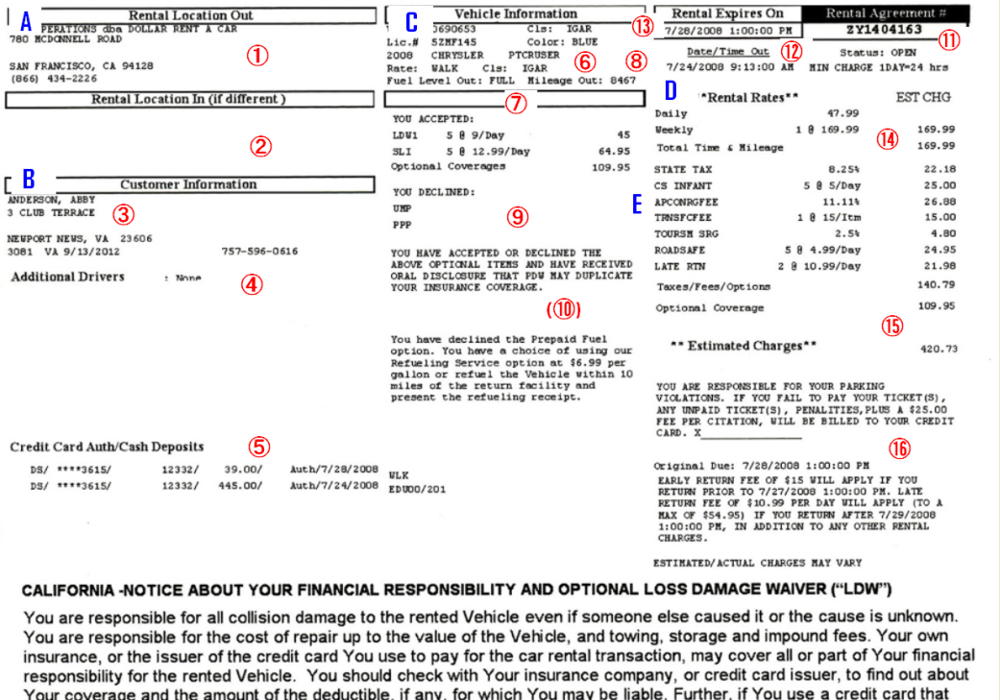 A
Rental Location Out
PERATIONS dba DOLLAR RENT A CAR
780 MCDONNELL ROAD
①
SAN FRANCISCO, CA 94128
(866) 434-2226
Rental Location In (if different )
②
B
Customer Information
ANDERSON, ABBY
3 CLUB TERRACE
③
NEWPORT NEWS, VA 23606
3081 VA 9/13/2012 757-596-0616
Additional Drivers : None
④
Credit Card Auth/Cash Deposits
⑤
DS/ ****3615/ 12332/ 39.00/ Auth/7/28/2008
DS/ ****3615/ 12332/ 445.00/ Auth/7/24/2008
C
Vehicle Information
⑬
0690653 Cls: IGAR
Lic.# 5ZMF145 Color: BLUE
2008 CHRYSLER PTCRUSER
⑥ ⑧
Rate: WALK Cls: IGAR
Fuel Level Out: FULL Mileage Out: 8467
⑦
YOU ACCEPTED:
LDW1 5 @ 9/Day 45
SLI 5 @ 12.99/Day 64.95
Optional Coverages 109.95
YOU DECLINED:
UMP
⑨
PPP
YOU HAVE ACCEPTED OR DECLINED THE
ABOVE OPTIONAL ITEMS AND HAVE RECEIVED
ORAL DISCLOSURE THAT PDW MAY DUPLICATE
YOUR INSURANCE COVERAGE.
(⑩)
You have declined the Prepaid Fuel
option. You have a choice of using our
Refueling Service option at $6.99 per
gallon or refuel the Vehicle within 10
miles of the return facility and
present the refueling receipt.
WLK
EDU00/201
Rental Expires On Rental Agreement #
7/28/2008 1:00:00 PM ZY1404163
⑪
Date/Time Out ⑫ Status: OPEN
7/24/2008 9:13:00 AM MIN CHARGE 1DAY=24 hrs
D
*Rental Rates** EST CHG
Daily 47.99
Weekly 1 @ 169.99 169.99
⑭
Total Time & Mileage 169.99
STATE TAX 8.25% 22.18
CS INFANT 5 @ 5/Day 25.00
E
APCONRGFEE 11.11% 26.88
TRNSFCFEE 1 @ 15/Itm 15.00
TOURSM SRG 2.5% 4.80
ROADSAFE 5 @ 4.99/Day 24.95
LATE RTN 2 @ 10.99/Day 21.98
Taxes/Fees/Options 140.79
Optional Coverage 109.95
⑮
** Estimated Charges** 420.73
YOU ARE RESPONSIBLE FOR YOUR PARKING
VIOLATIONS. IF YOU FAIL TO PAY YOUR TICKET(S),
ANY UNPAID TICKET(S), PENALITIES,PLUS A $25.00
FEE PER CITATION, WILL BE BILLED TO YOUR CREDIT
CARD. X_______________
⑯
Original Due: 7/28/2008 1:00:00 PM
EARLY RETURN FEE OF $15 WILL APPLY IF YOU
RETURN PRIOR TO 7/27/2008 1:00:00 PM. LATE
RETURN FEE OF $10.99 PER DAY WILL APPLY (TO A
MAX OF $54.95) IF YOU RETURN AFTER 7/29/2008
1:00:00 PM, IN ADDITION TO ANY OTHER RENTAL
CHARGES.
ESTIMATED/ACTUAL CHARGES MAY VARY
CALIFORNIA -NOTICE ABOUT YOUR FINANCIAL RESPONSIBILITY AND OPTIONAL LOSS DAMAGE WAIVER ("LDW")
You are responsible for all collision damage to the rented Vehicle even if someone else caused it or the cause is unknown.
You are responsible for the cost of repair up to the value of the Vehicle, and towing, storage and impound fees. Your own
insurance, or the issuer of the credit card You use to pay for the car rental transaction, may cover all or part of Your financial
responsibility for the rented Vehicle. You should check with Your insurance company, or credit card issuer, to find out about
Your coverage and the amount of the deductible, if any, for which You may be liable. Further, if You use a credit card that